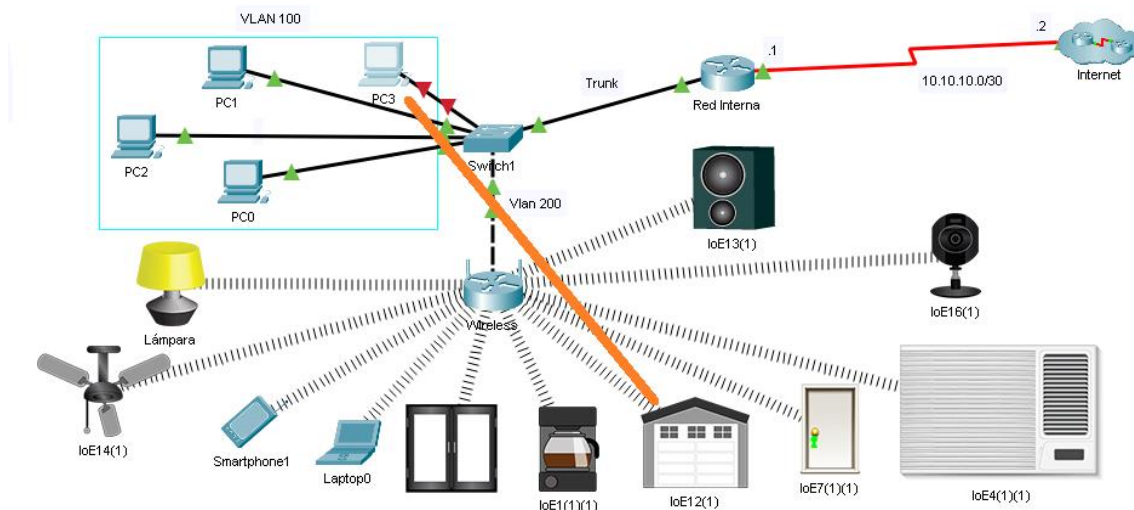 VLAN 100
PC1
PC3
PC2
PC0
Switch1
Trunk
.1
Red Interna
.2
10.10.10.0/30
Internet
Vlan 200
Wireless
IoE13(1)
IoE16(1)
Lámpara
IoE14(1)
Smartphone1
Laptop0
IoE1(1)(1)
IoE12(1)
IoE7(1)(1)
IoE4(1)(1)